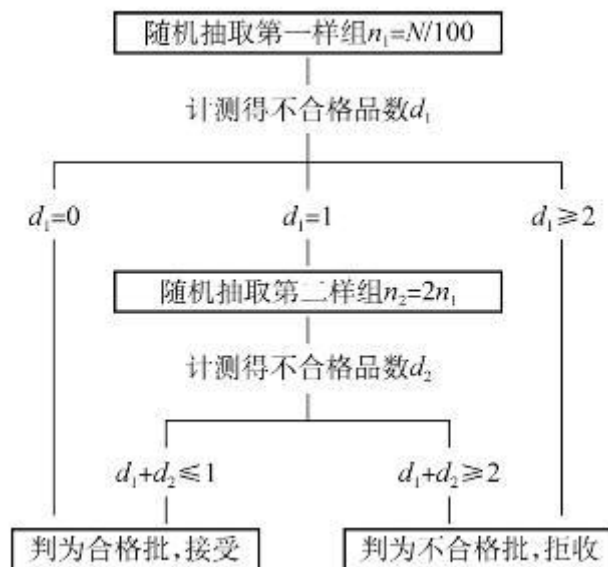 随机抽取第一样组n₁=N/100
计测得不合格品数d₁
d₁=0
d₁=1
d₁≥2
随机抽取第二样组n₂=2n₁
计测得不合格品数d₂
d₁+d₂≤1
d₁+d₂≥2
判为合格批,接受
判为不合格批,拒收